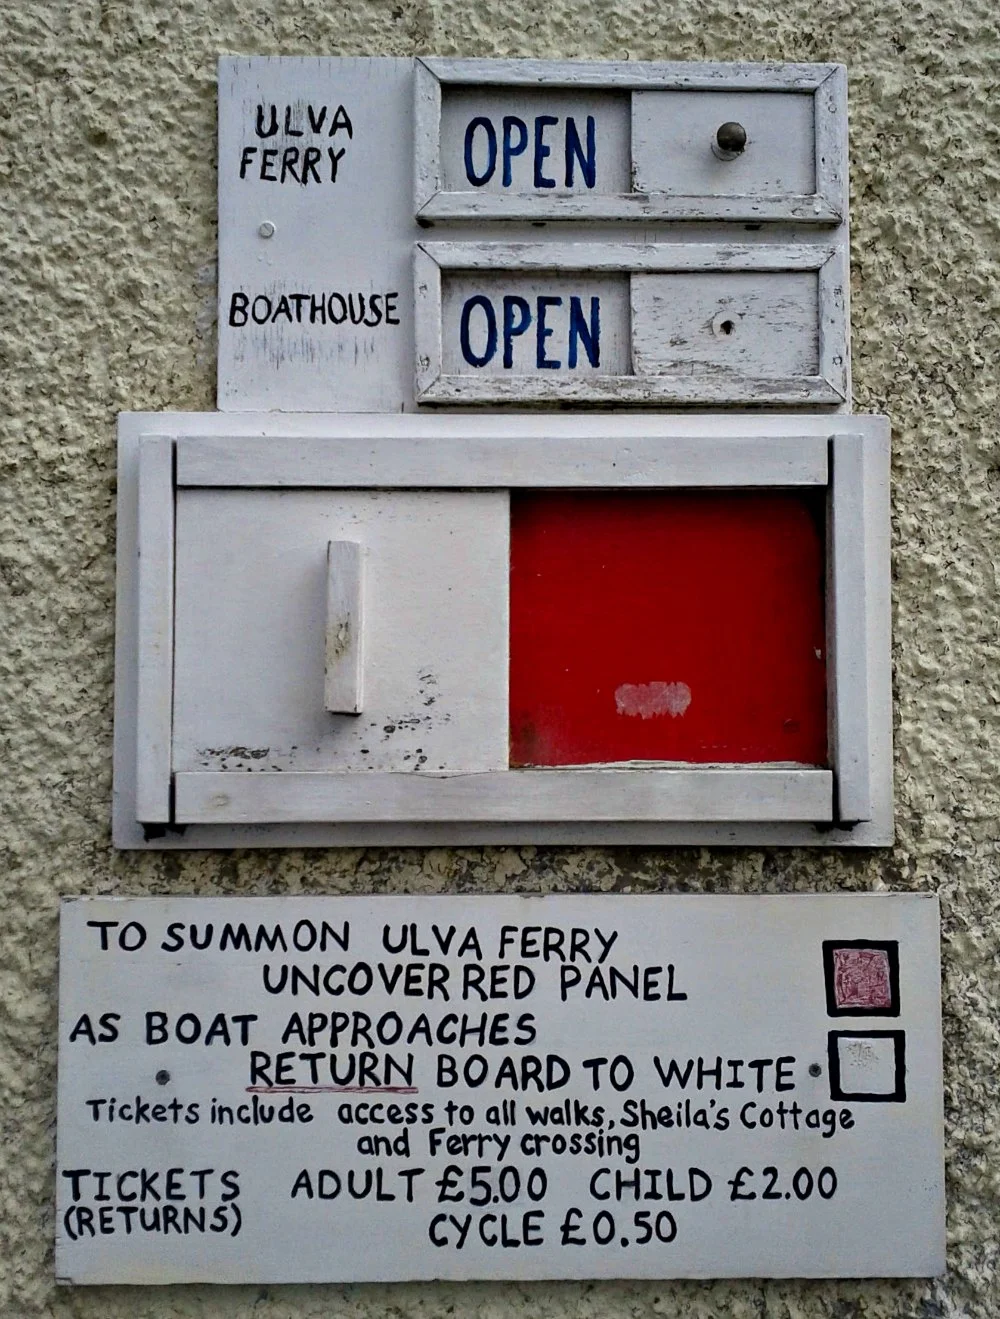 ULVA
FERRY
OPEN
BOATHOUSE
OPEN
TO SUMMON ULVA FERRY
UNCOVER RED PANEL
AS BOAT APPROACHES
RETURN BOARD TO WHITE
Tickets include access to all walks, Sheila's Cottage
and Ferry crossing
TICKETS ADULT £5.00 CHILD £2.00
(RETURNS) CYCLE £0.50